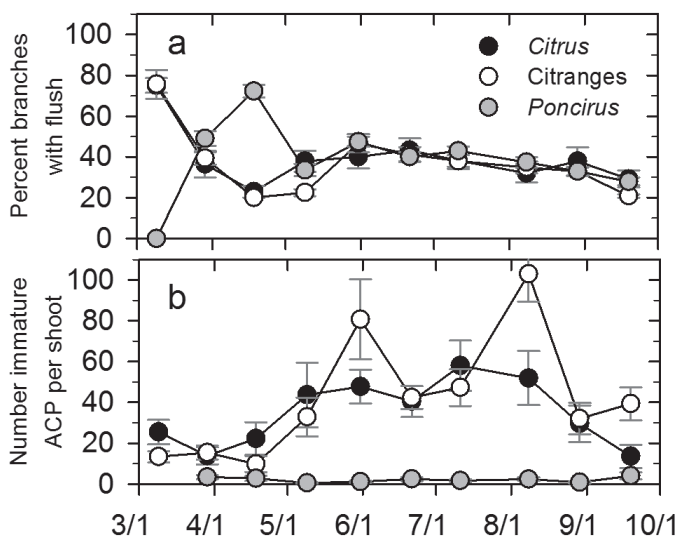 Percent branches
with flush
100
80
60
40
20
0
a
Citrus
Citranges
Poncirus
Number immature
ACP per shoot
100
80
60
40
20
0
b
3/1 4/1 5/1 6/1 7/1 8/1 9/1 10/1